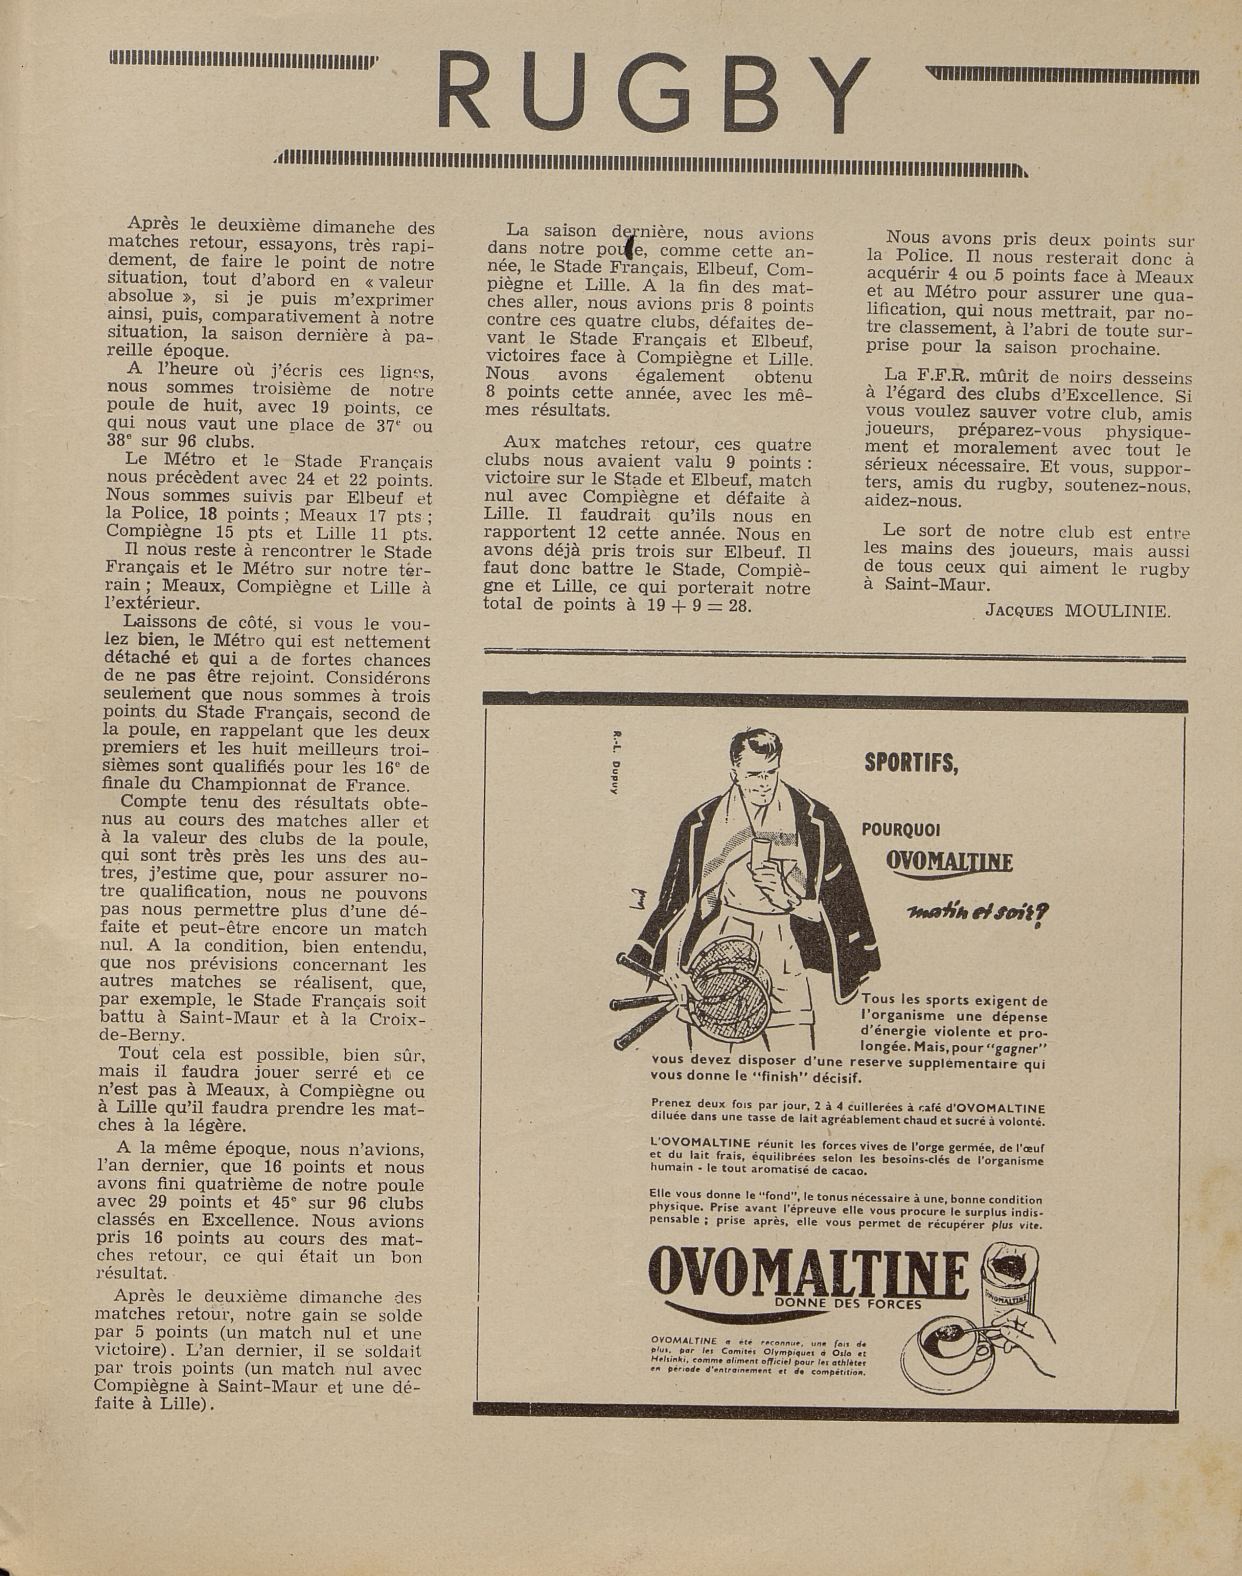 RUGBY
Après le deuxième dimanche des
matches retour, essayons, très rapi-
dement, de faire le point de notre
situation, tout d'abord en « valeur
absolue », si je puis m'exprimer
ainsi, puis, comparativement à notre
situation, la saison dernière à pa-
reille époque.
A l'heure où j'écris ces lignes,
nous sommes troisième de notre
poule de huit, avec 19 points, ce
qui nous vaut une place de 37e ou
38e sur 96 clubs.
Le Métro et le Stade Français
nous précèdent avec 24 et 22 points.
Nous sommes suivis par Elbeuf et
la Police, 18 points ; Meaux 17 pts ;
Compiègne 15 pts et Lille 11 pts.
Il nous reste à rencontrer le Stade
Français et le Métro sur notre ter-
rain ; Meaux, Compiègne et Lille à
l'extérieur.
Laissons de côté, si vous le vou-
lez bien, le Métro qui est nettement
détaché et qui a de fortes chances
de ne pas être rejoint. Considérons
seulement que nous sommes à trois
points du Stade Français, second de
la poule, en rappelant que les deux
premiers et les huit meilleurs troi-
sièmes sont qualifiés pour les 16e de
finale du Championnat de France.
Compte tenu des résultats obte-
nus au cours des matches aller et
à la valeur des clubs de la poule,
qui sont très près les uns des au-
tres, j'estime que, pour assurer no-
tre qualification, nous ne pouvons
pas nous permettre plus d'une dé-
faite et peut-être encore un match
nul. A la condition, bien entendu,
que nos prévisions concernant les
autres matches se réalisent, que,
par exemple, le Stade Français soit
battu à Saint-Maur et à la Croix-
de-Berny.
Tout cela est possible, bien sûr,
mais il faudra jouer serré et ce
n'est pas à Meaux, à Compiègne ou
à Lille qu'il faudra prendre les mat-
ches à la légère.
A la même époque, nous n'avions,
l'an dernier, que 16 points et nous
avons fini quatrième de notre poule
avec 29 points et 45e sur 96 clubs
classés en Excellence. Nous avions
pris 16 points au cours des mat-
ches retour, ce qui était un bon
résultat.
Après le deuxième dimanche des
matches retour, notre gain se solde
par 5 points (un match nul et une
victoire). L'an dernier, il se soldait
par trois points (un match nul avec
Compiègne à Saint-Maur et une dé-
faite à Lille).
La saison dernière, nous avions
dans notre poule, comme cette an-
née, le Stade Français, Elbeuf, Com-
piègne et Lille. A la fin des mat-
ches aller, nous avions pris 8 points
contre ces quatre clubs, défaites de-
vant le Stade Français et Elbeuf,
victoires face à Compiègne et Lille.
Nous avons également obtenu
8 points cette année, avec les mê-
mes résultats.
Aux matches retour, ces quatre
clubs nous avaient valu 9 points :
victoire sur le Stade et Elbeuf, match
nul avec Compiègne et défaite à
Lille. Il faudrait qu'ils nous en
rapportent 12 cette année. Nous en
avons déjà pris trois sur Elbeuf. Il
faut donc battre le Stade, Compiè-
gne et Lille, ce qui porterait notre
total de points à 19 + 9 = 28.
Nous avons pris deux points sur
la Police. Il nous resterait donc à
acquérir 4 ou 5 points face à Meaux
et au Métro pour assurer une qua-
lification, qui nous mettrait, par no-
tre classement, à l'abri de toute sur-
prise pour la saison prochaine.
La F.F.R. mûrit de noirs desseins
à l'égard des clubs d'Excellence. Si
vous voulez sauver votre club, amis
joueurs, préparez-vous physique-
ment et moralement avec tout le
sérieux nécessaire. Et vous, suppor-
ters, amis du rugby, soutenez-nous,
aidez-nous.
Le sort de notre club est entre
les mains des joueurs, mais aussi
de tous ceux qui aiment le rugby
à Saint-Maur.
JACQUES MOULINIE.
R.-L. Dupuy
SPORTIFS,
POURQUOI
OVOMALTINE
matin et soir?
Tous les sports exigent de
l'organisme une dépense
d'énergie violente et pro-
longée. Mais, pour "gagner"
vous devez disposer d'une reserve supplémentaire qui
vous donne le "finish" décisif.
Prenez deux fois par jour, 2 à 4 cuillerées à café d'OVOMALTINE
diluée dans une tasse de lait agréablement chaud et sucré à volonté.
L'OVOMALTINE réunit les forces vives de l'orge germée, de l'œuf
et du lait frais, équilibrées selon les besoins-clés de l'organisme
humain - le tout aromatisé de cacao.
Elle vous donne le "fond", le tonus nécessaire à une, bonne condition
physique. Prise avant l'épreuve elle vous procure le surplus indis-
pensable ; prise après, elle vous permet de récupérer plus vite.
OVOMALTINE
DONNE DES FORCES
OVOMALTINE
OVOMALTINE a été reconnue, une fois de
plus, par les Comités Olympiques d'Oslo et
Helsinki, comme aliment officiel pour les athlètes
en période d'entrainement et de compétition.